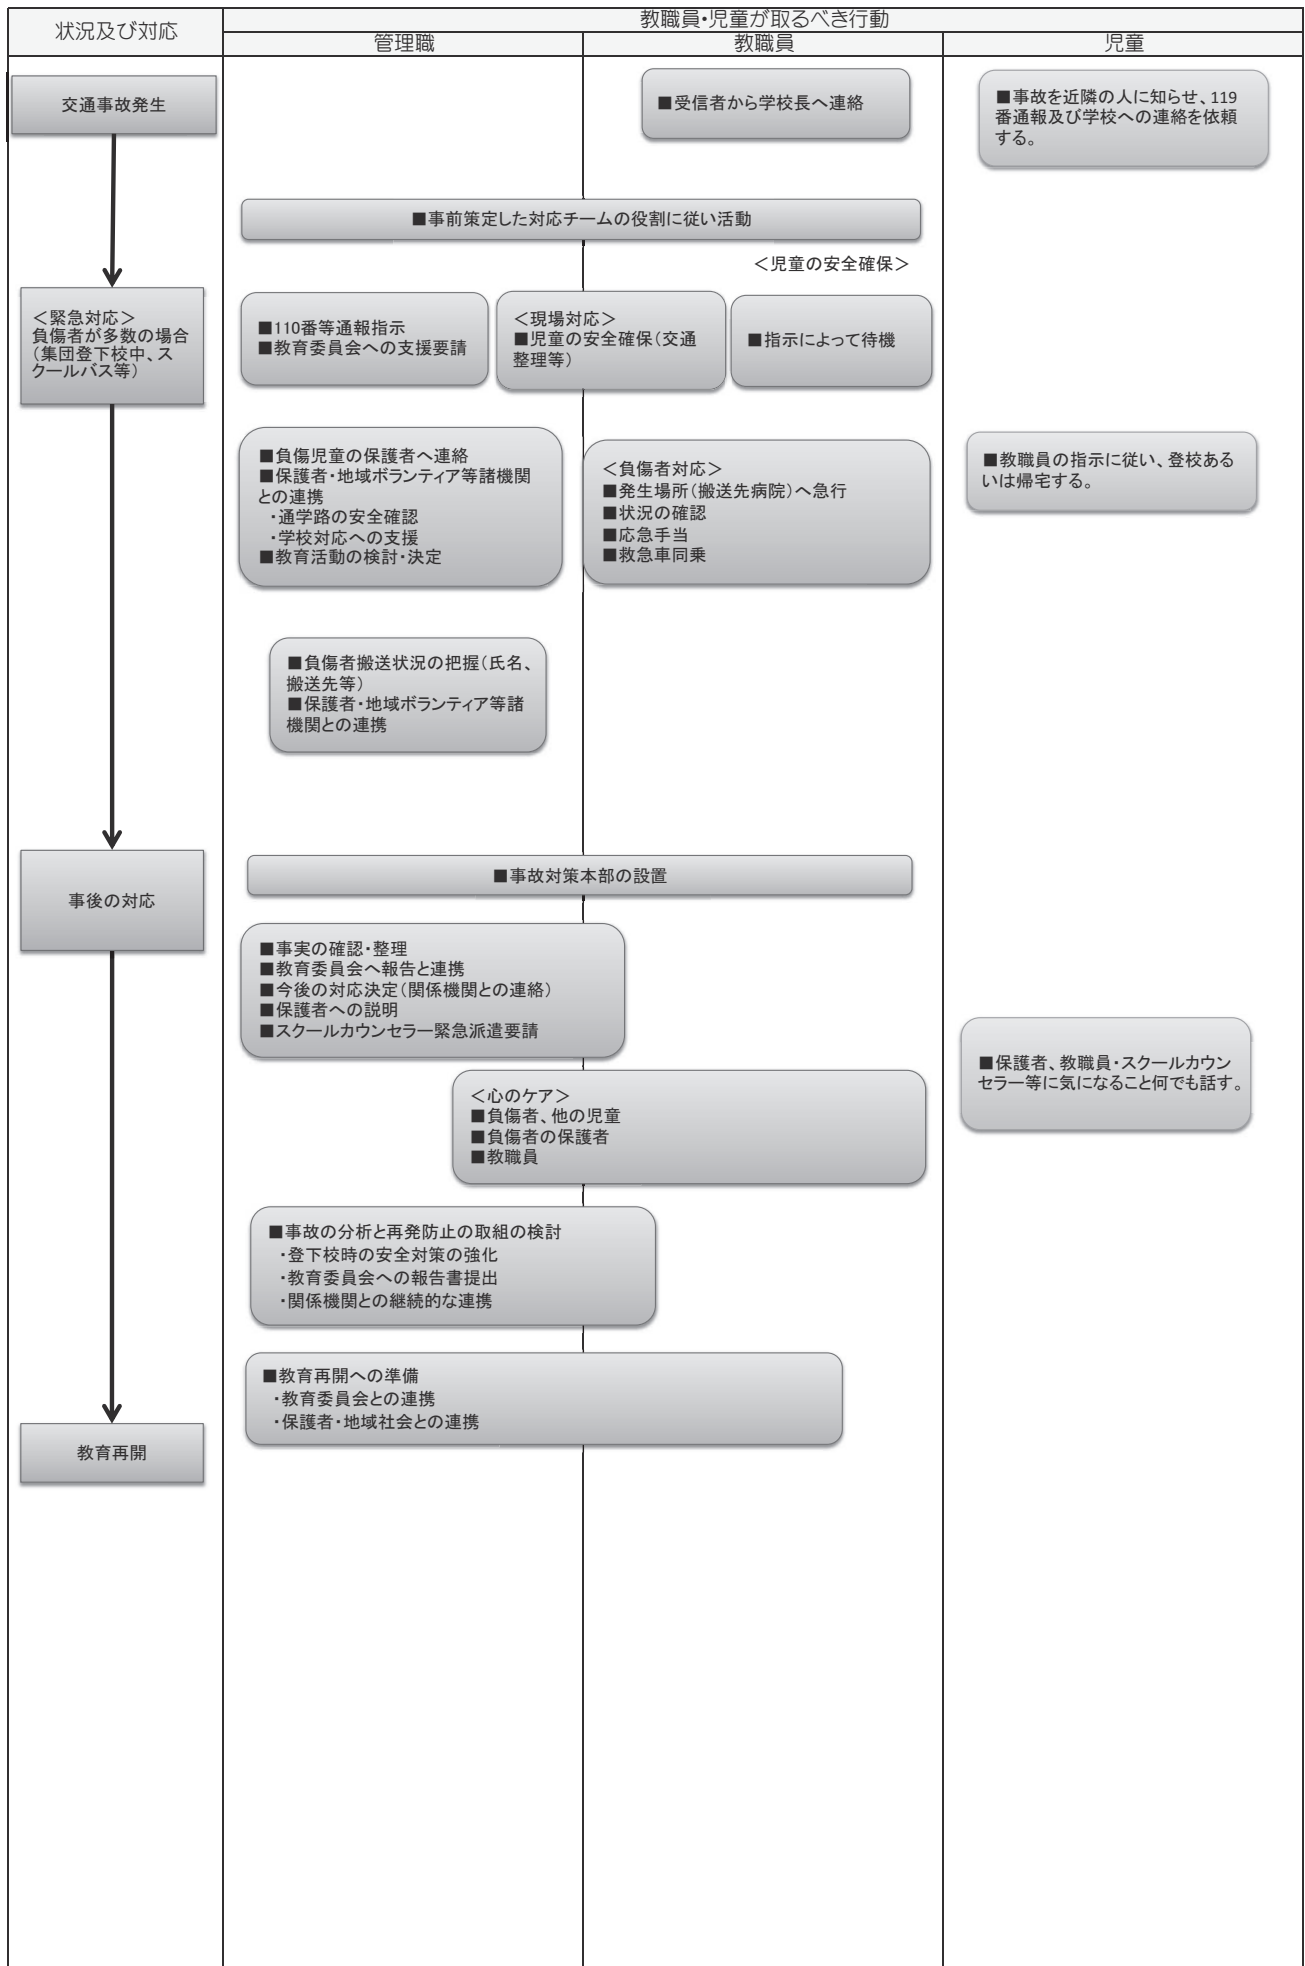 状況及び対応
教職員・児童が取るべき行動
管理職
教職員
児童
交通事故発生
■受信者から学校長へ連絡
■事故を近隣の人に知らせ、119
番通報及び学校への連絡を依頼
する。
■事前策定した対応チームの役割に従い活動
＜児童の安全確保＞
＜緊急対応＞
負傷者が多数の場合
（集団登下校中、ス
クールバス等）
■110番等通報指示
■教育委員会への支援要請
＜現場対応＞
■児童の安全確保（交通
整理等）
■指示によって待機
■負傷児童の保護者へ連絡
■保護者・地域ボランティア等諸機関
との連携
・通学路の安全確認
・学校対応への支援
■教育活動の検討・決定
＜負傷者対応＞
■発生場所（搬送先病院）へ急行
■状況の確認
■応急手当
■救急車同乗
■教職員の指示に従い、登校ある
いは帰宅する。
■負傷者搬送状況の把握（氏名、
搬送先等）
■保護者・地域ボランティア等諸
機関との連携
事後の対応
■事故対策本部の設置
■事実の確認・整理
■教育委員会へ報告と連携
■今後の対応決定（関係機関との連絡）
■保護者への説明
■スクールカウンセラー緊急派遣要請
■保護者、教職員・スクールカウン
セラー等に気になること何でも話す。
＜心のケア＞
■負傷者、他の児童
■負傷者の保護者
■教職員
■事故の分析と再発防止の取組の検討
・登下校時の安全対策の強化
・教育委員会への報告書提出
・関係機関との継続的な連携
■教育再開への準備
・教育委員会との連携
・保護者・地域社会との連携
教育再開